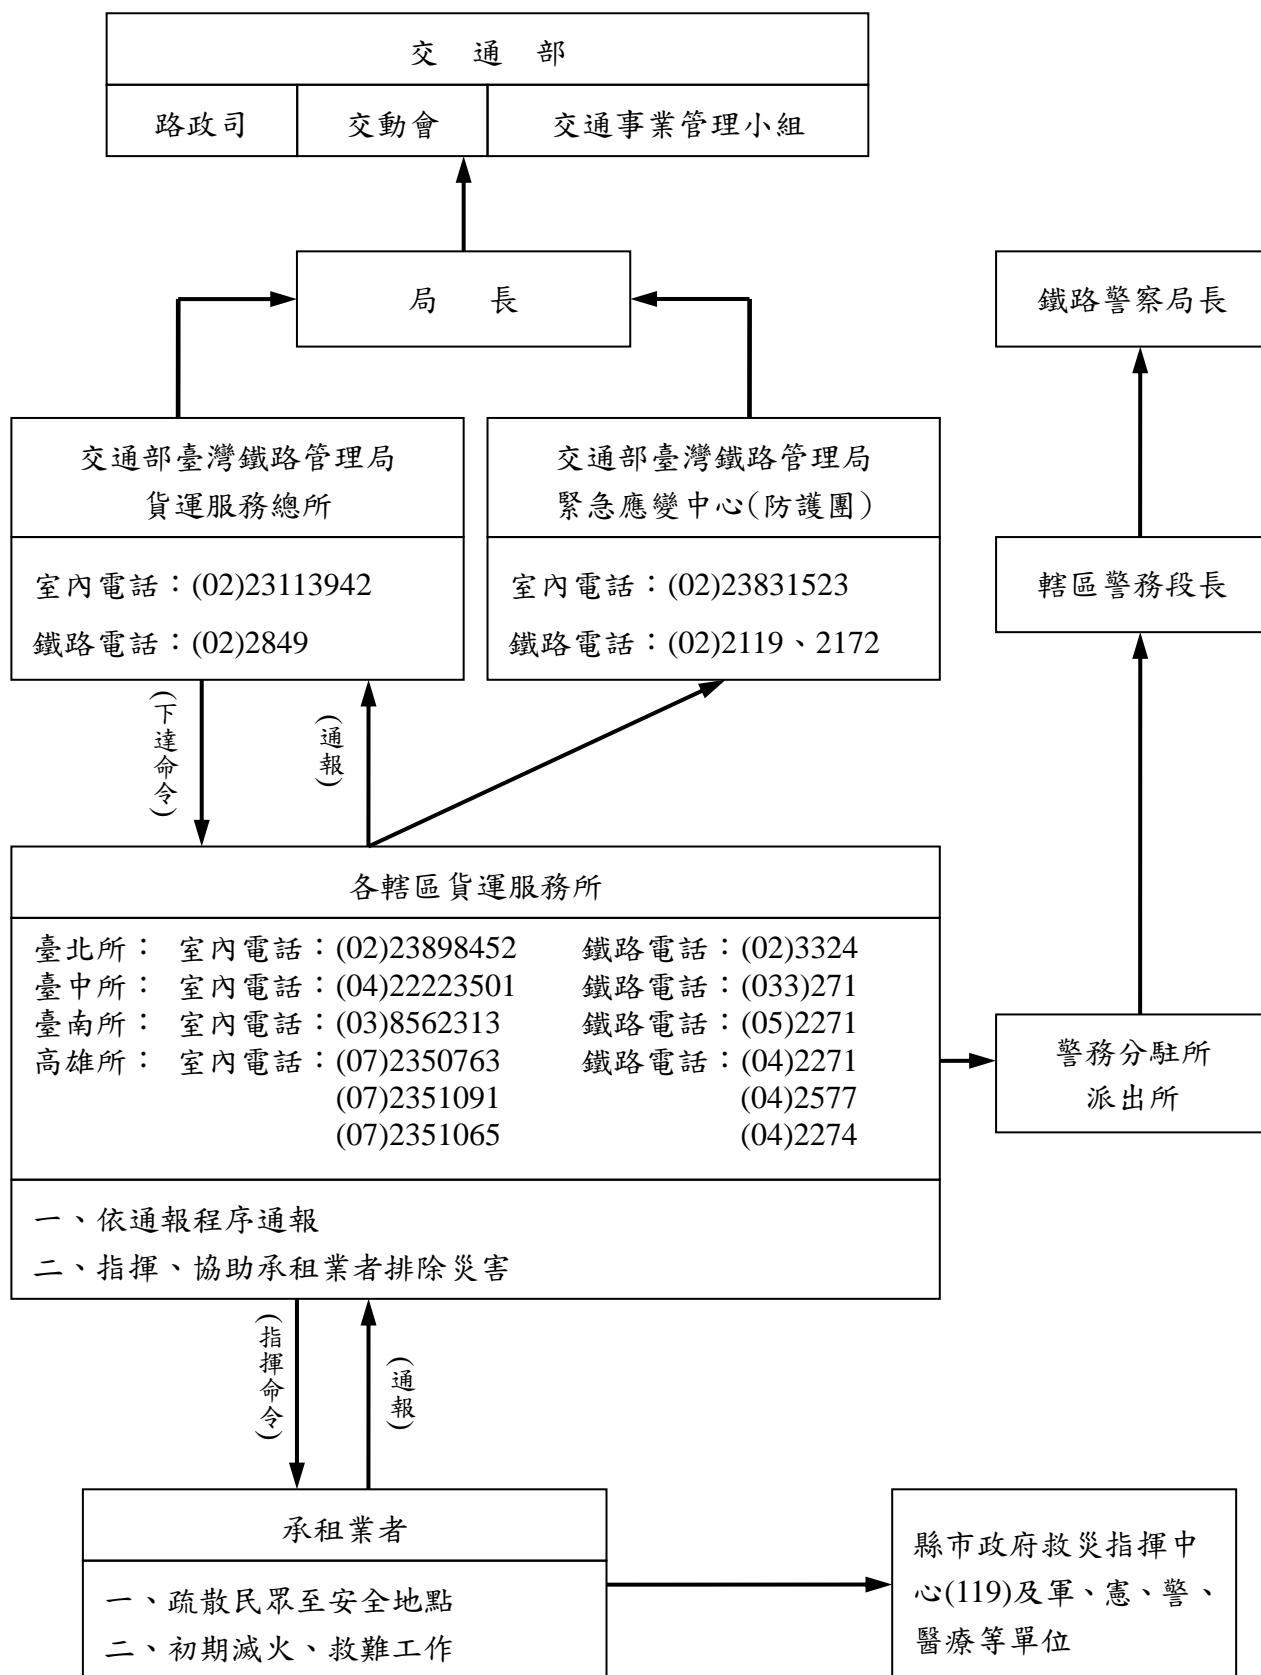 交通部
路政司 交動會 交通事業管理小組
局 長
鐵路警察局長
交通部臺灣鐵路管理局
貨運服務總所
室內電話：(02)23113942
鐵路電話：(02)2849
交通部臺灣鐵路管理局
緊急應變中心(防護團)
室內電話：(02)23831523
鐵路電話：(02)2119、2172
轄區警務段長
(下達命令)
(通報)
各轄區貨運服務所
臺北所： 室內電話：(02)23898452 鐵路電話：(02)3324
臺中所： 室內電話：(04)22223501 鐵路電話：(033)271
臺南所： 室內電話：(03)8562313 鐵路電話：(05)2271
高雄所： 室內電話：(07)2350763 鐵路電話：(04)2271
(07)2351091 (04)2577
(07)2351065 (04)2274
一、依通報程序通報
二、指揮、協助承租業者排除災害
警務分駐所
派出所
(指揮命令)
(通報)
承租業者
一、疏散民眾至安全地點
二、初期滅火、救難工作
縣市政府救災指揮中
心(119)及軍、憲、警、
醫療等單位